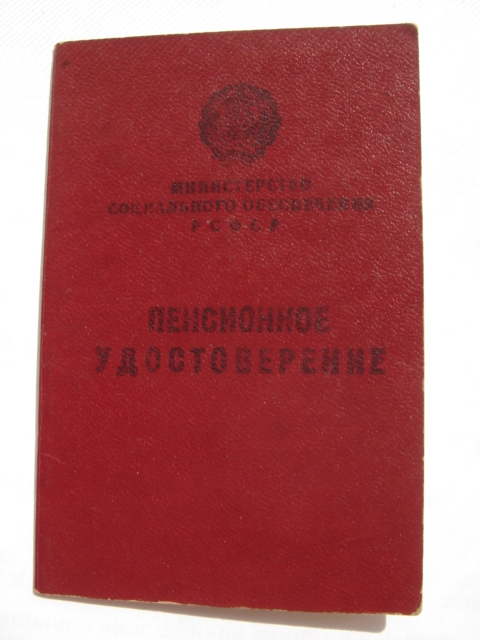 МИНИСТЕРСТВО
СОЦИАЛЬНОГО ОБЕСПЕЧЕНИЯ
РСФСР
ПЕНСИОННОЕ
УДОСТОВЕРЕНИЕ